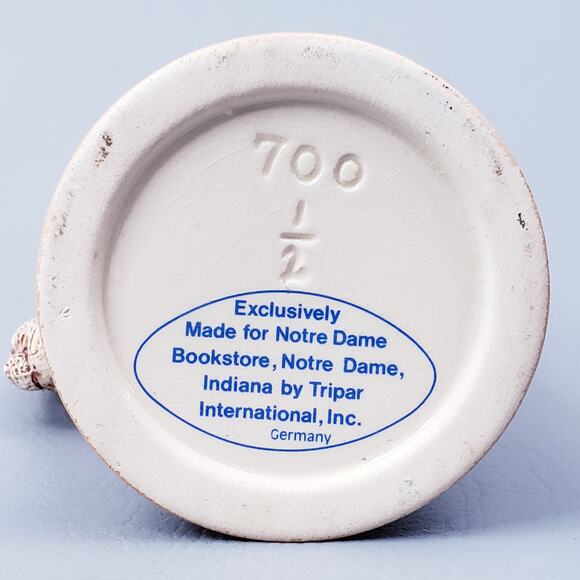 700
1
2
Exclusively
Made for Notre Dame
Bookstore, Notre Dame,
Indiana by Tripar
International, Inc.
Germany